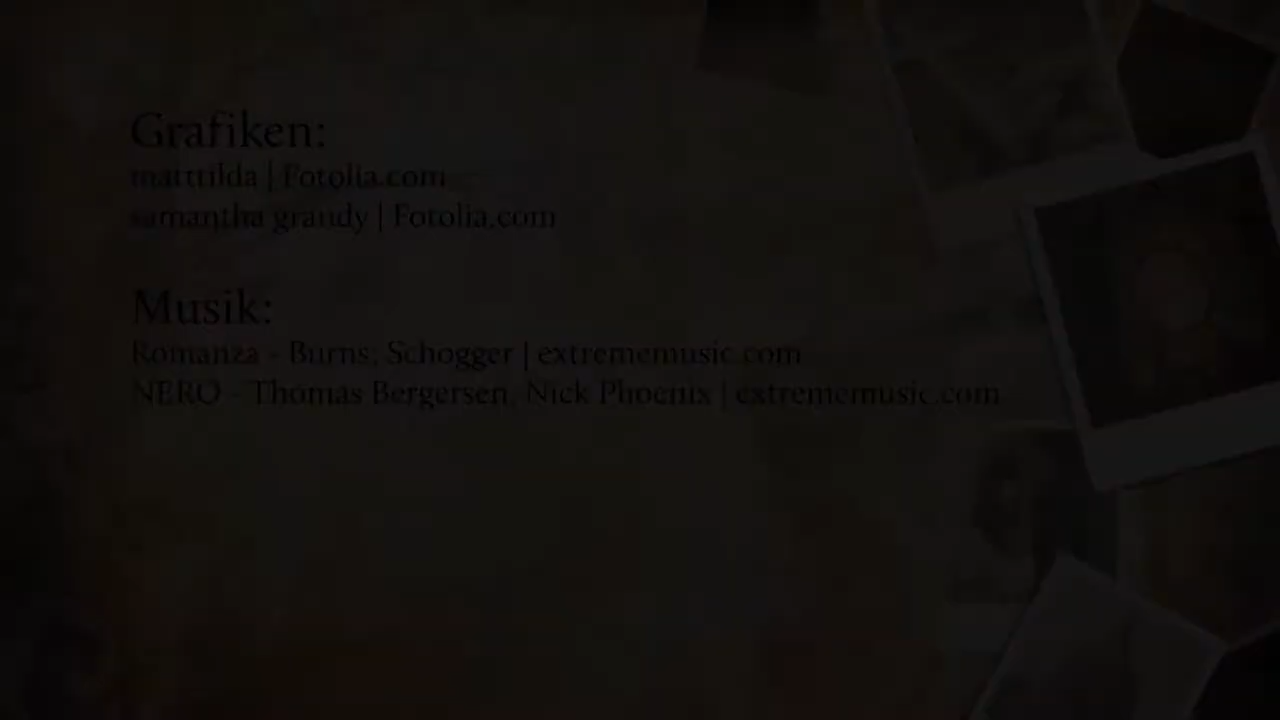 Grafiken:
matttilda | Fotolia.com
samantha grandy | Fotolia.com
Musik:
Romanza - Burns; Schogger | extrememusic.com
NERO - Thomas Bergersen, Nick Phoenix | extrememusic.com